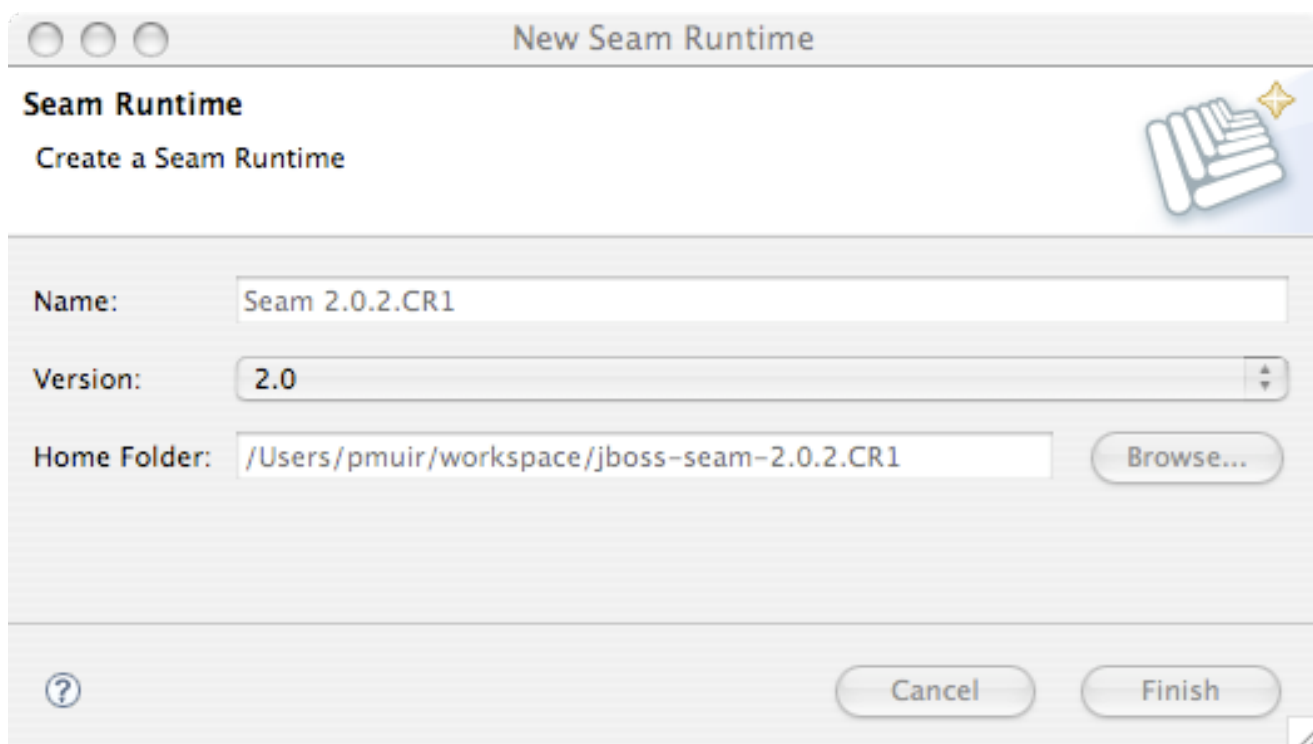 New Seam Runtime
Seam Runtime
Create a Seam Runtime
Name: Seam 2.0.2.CR1
Version: 2.0
Home Folder: /Users/pmuir/workspace/jboss-seam-2.0.2.CR1 Browse...
? Cancel Finish